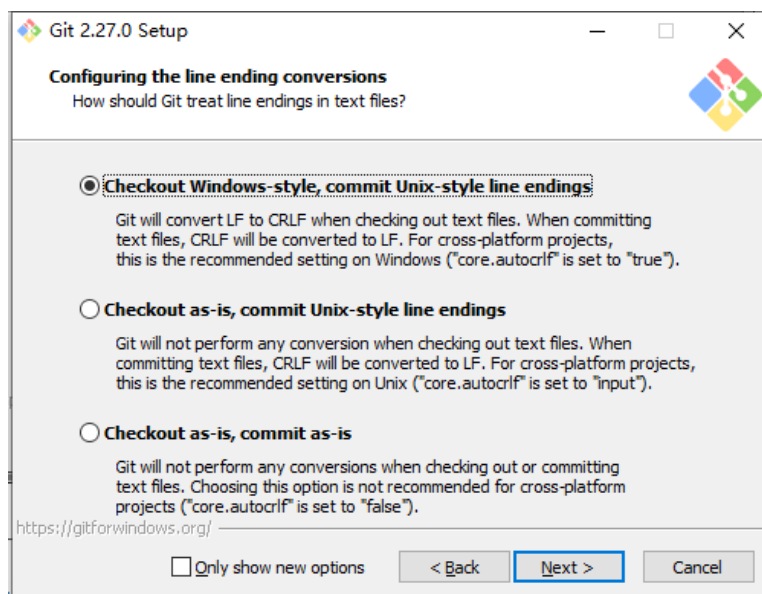 Git 2.27.0 Setup
Configuring the line ending conversions
How should Git treat line endings in text files?
Checkout Windows-style, commit Unix-style line endings
Git will convert LF to CRLF when checking out text files. When committing
text files, CRLF will be converted to LF. For cross-platform projects,
this is the recommended setting on Windows ("core.autocrlf" is set to "true").
Checkout as-is, commit Unix-style line endings
Git will not perform any conversion when checking out text files. When
committing text files, CRLF will be converted to LF. For cross-platform projects,
this is the recommended setting on Unix ("core.autocrlf" is set to "input").
Checkout as-is, commit as-is
Git will not perform any conversions when checking out or committing
text files. Choosing this option is not recommended for cross-platform
projects ("core.autocrlf" is set to "false").
https://gitforwindows.org/
Only show new options
< Back
Next >
Cancel